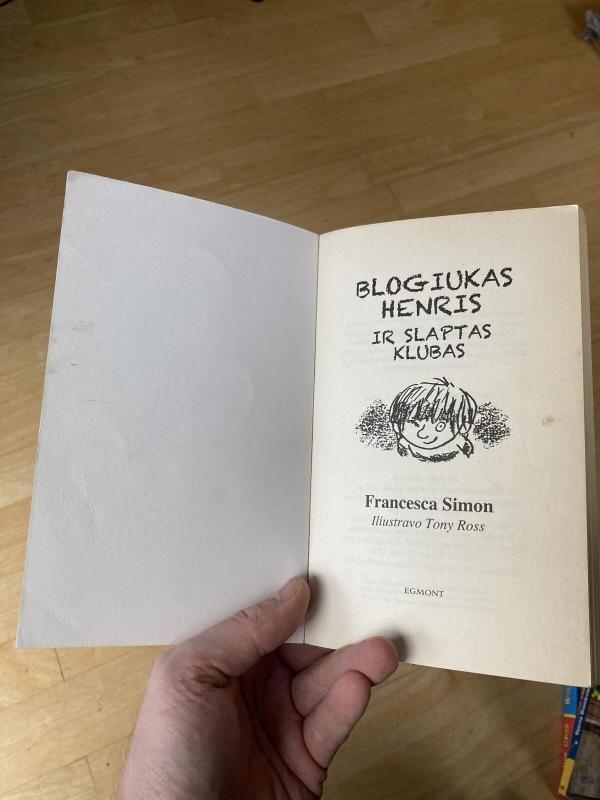 BLOGIUKAS
HENRIS
IR SLAPTAS
KLUBAS
Francesca Simon
Iliustravo Tony Ross
EGMONT